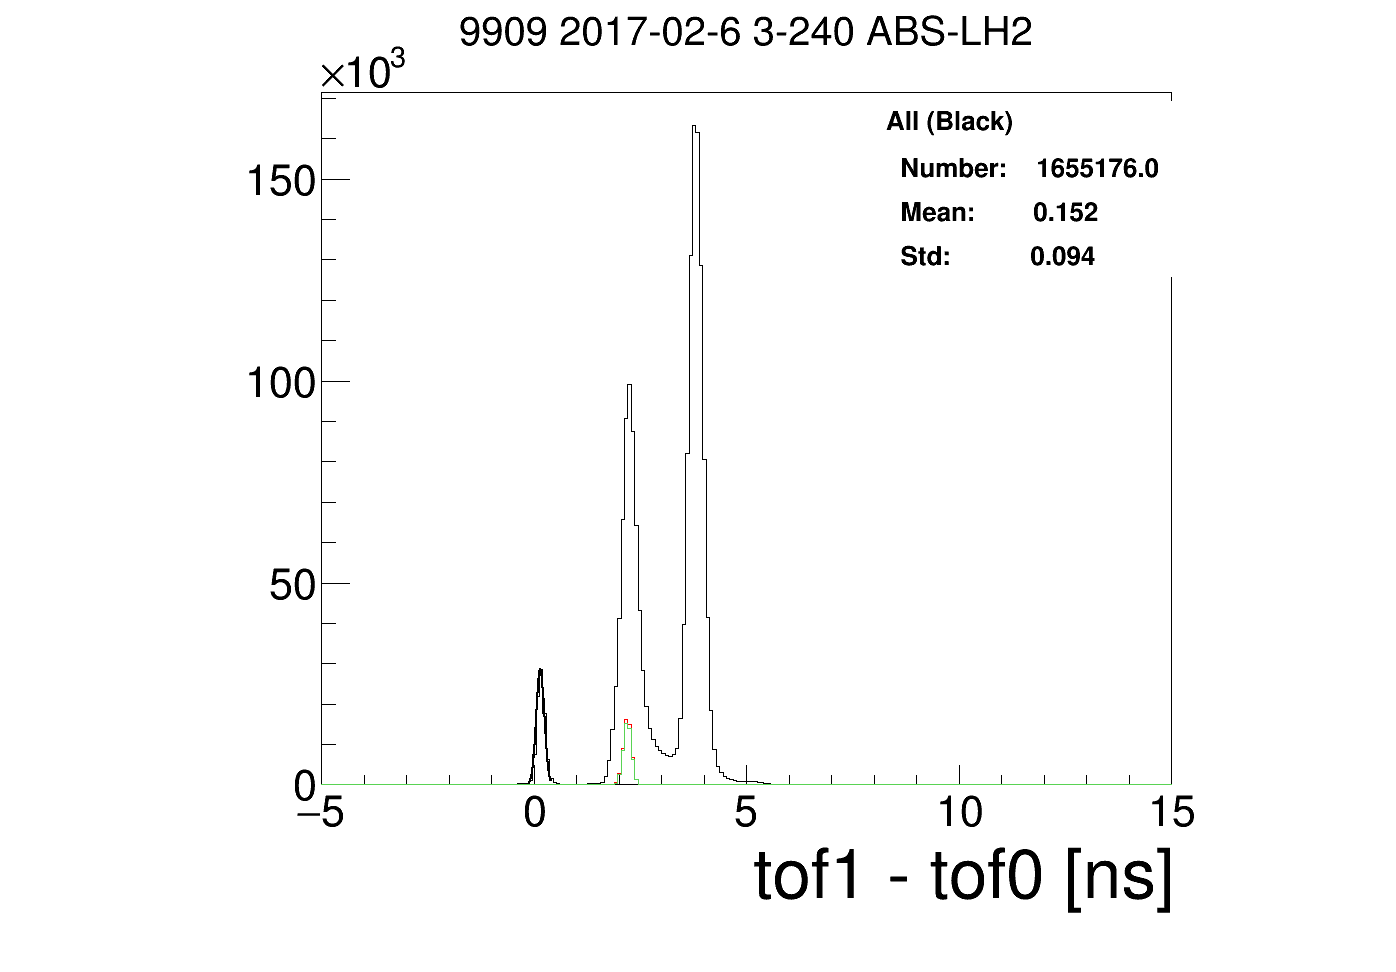 9909 2017-02-6 3-240 ABS-LH2
×10³
All (Black)
Number: 1655176.0
Mean: 0.152
Std: 0.094
150
100
50
0
−5 0 5 10 15
tof1 - tof0 [ns]